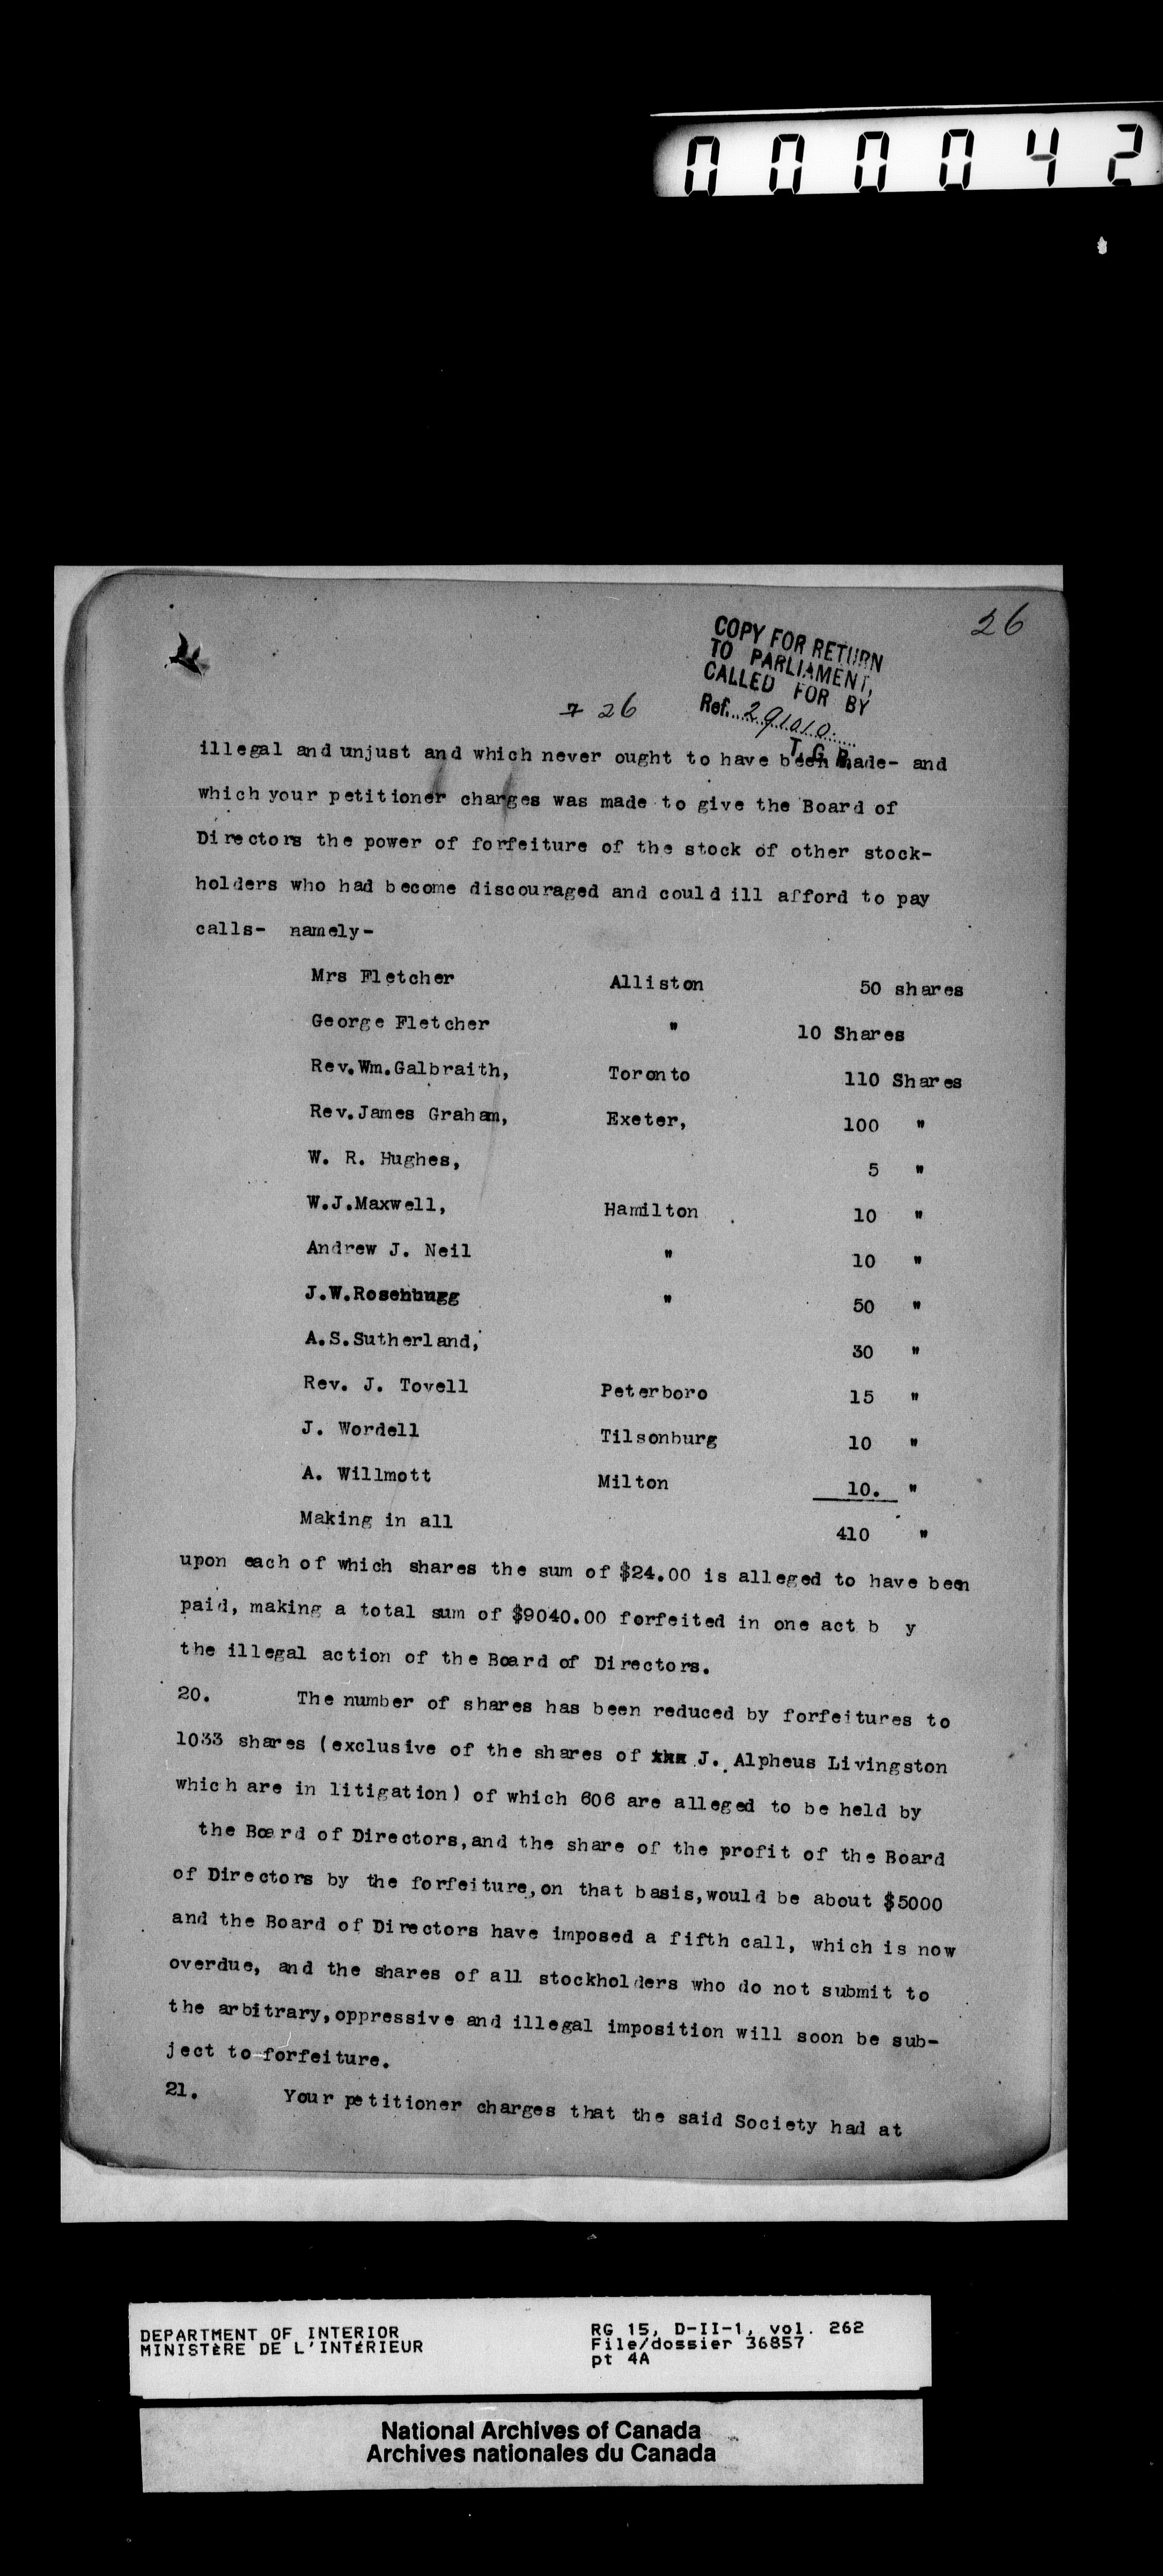 000042
26
COPY FOR RETURN
TO PARLIAMENT,
CALLED FOR BY
Ref. 291010.
T. G. R.
7 26
illegal and unjust and which never ought to have been made- and
which your petitioner charges was made to give the Board of
Directors the power of forfeiture of the stock of other stock-
holders who had become discouraged and could ill afford to pay
calls- namely-
Mrs Fletcher Alliston 50 shares
George Fletcher " 10 Shares
Rev.Wm.Galbraith, Toronto 110 Shares
Rev.James Graham, Exeter, 100 "
W. R. Hughes, 5 "
W.J.Maxwell, Hamilton 10 "
Andrew J. Neil " 10 "
J.W. " 50 "
A.S.Sutherland, 30 "
Rev. J. Tovell Peterboro 15 "
J. Wordell Tilsonburg 10 "
A. Willmott Milton 10. "
Making in all 410 "
upon each of which shares the sum of $24.00 is alleged to have been
paid, making a total sum of $9040.00 forfeited in one act b y
the illegal action of the Board of Directors.
20. The number of shares has been reduced by forfeitures to
1033 shares (exclusive of the shares of J. Alpheus Livingston
which are in litigation) of which 606 are alleged to be held by
the Board of Directors,and the share of the profit of the Board
of Directors by the forfeiture,on that basis,would be about $5000
and the Board of Directors have imposed a fifth call, which is now
overdue, and the shares of all stockholders who do not submit to
the arbitrary,oppressive and illegal imposition will soon be sub-
ject to forfeiture.
21. Your petitioner charges that the said Society had at
DEPARTMENT OF INTERIOR
MINISTÈRE DE L'INTÉRIEUR
RG 15, D-II-1, vol. 262
File/dossier 36857
pt 4A
National Archives of Canada
Archives nationales du Canada